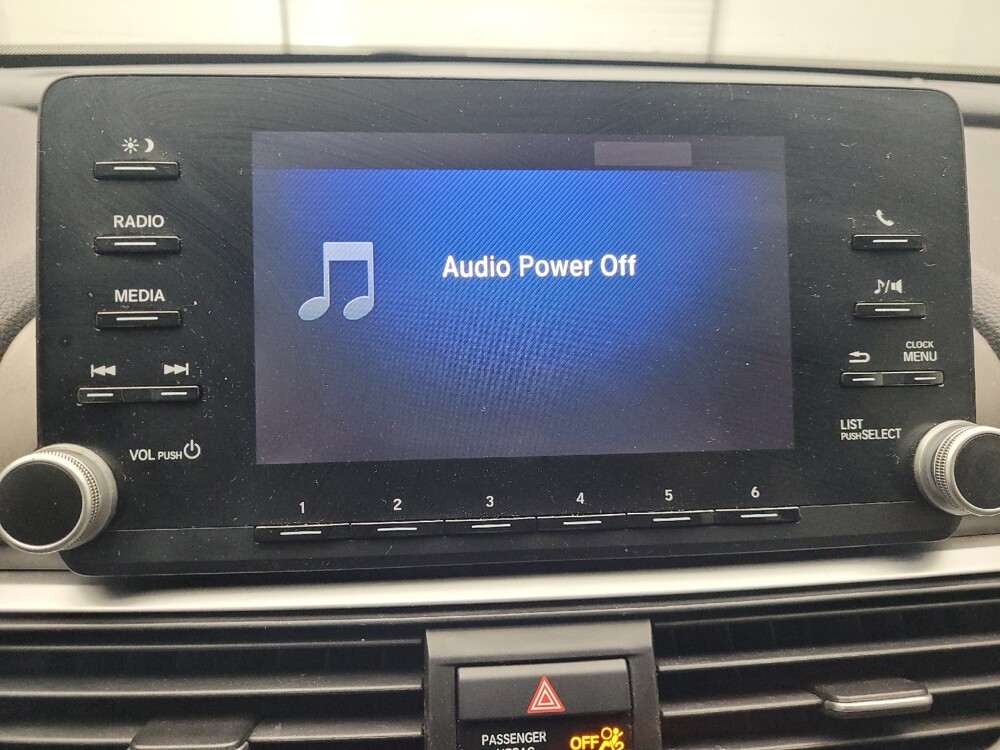 RADIO
MEDIA
VOL PUSH
Audio Power Off
CLOCK
MENU
LIST
PUSH SELECT
1 2 3 4 5 6
PASSENGER
OFF